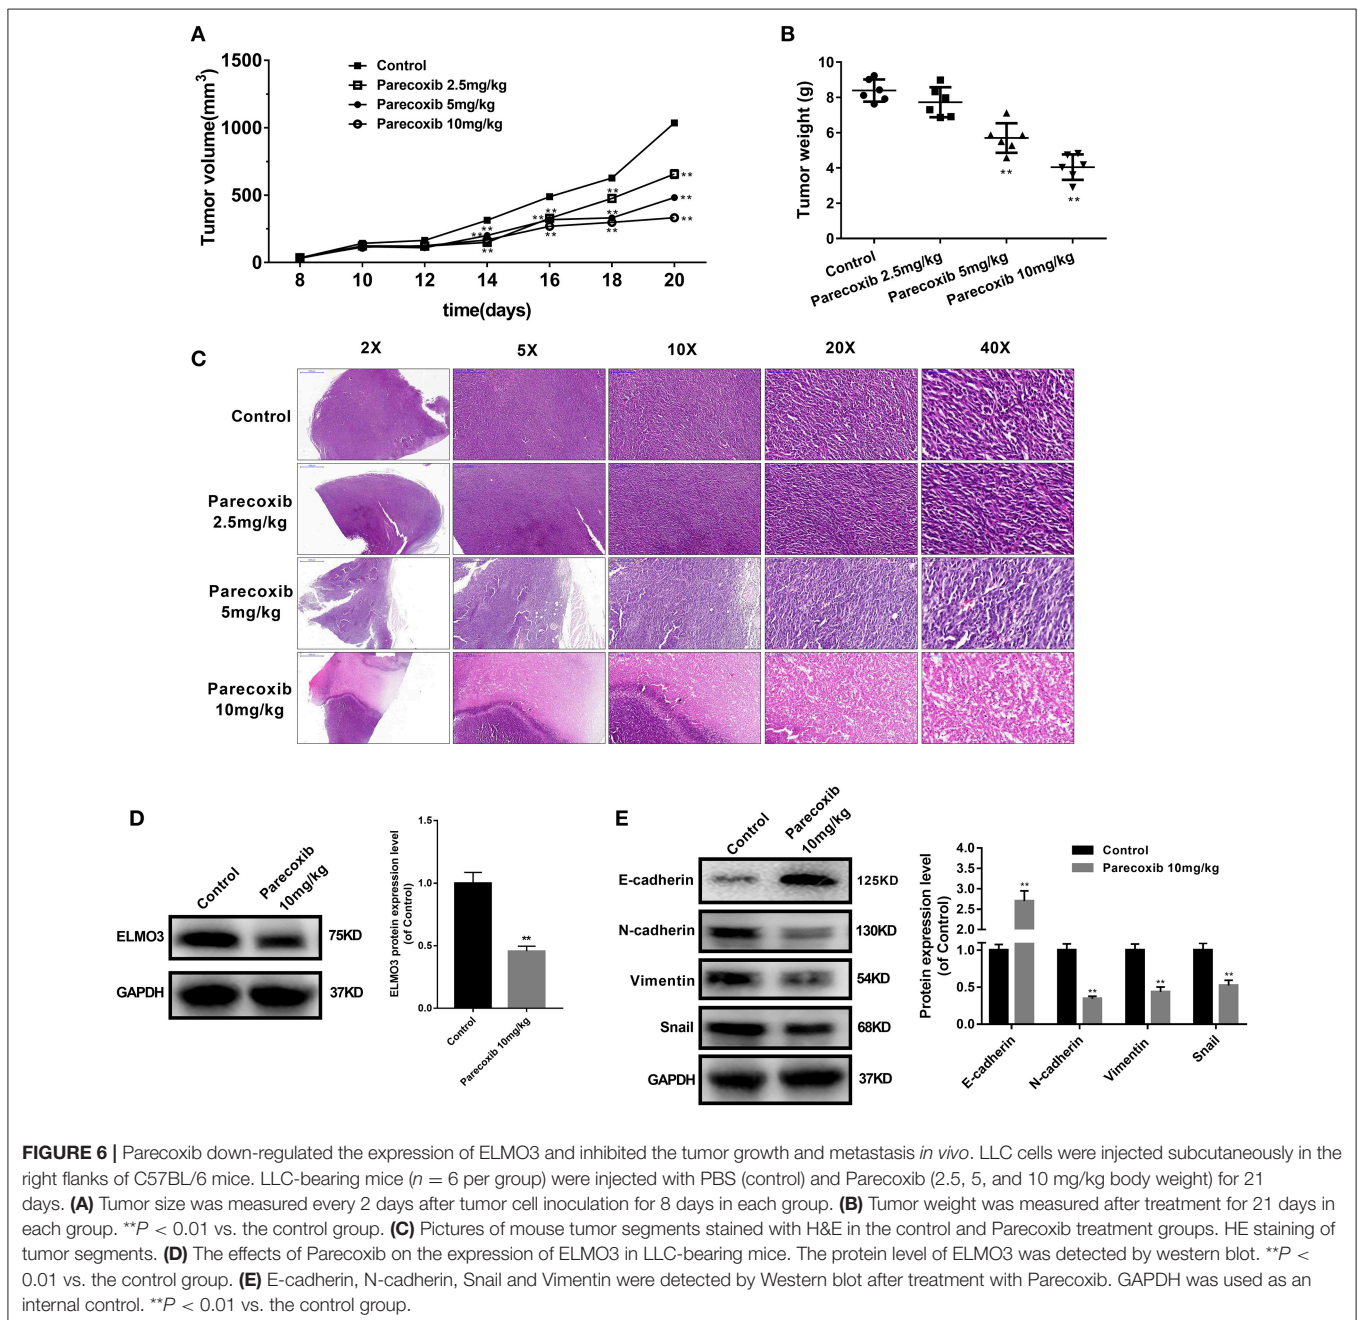 A
Tumor volume(mm³)
1500
1000
500
0
Control
Parecoxib 2.5mg/kg
Parecoxib 5mg/kg
Parecoxib 10mg/kg
** ** ** ** ** ** ** ** ** ** ** **
8 10 12 14 16 18 20
time(days)
B
Tumor weight (g)
10
8
6
4
2
0
**
**
Control
Parecoxib 2.5mg/kg
Parecoxib 5mg/kg
Parecoxib 10mg/kg
C
2X 5X 10X 20X 40X
Control
Parecoxib
2.5mg/kg
Parecoxib
5mg/kg
Parecoxib
10mg/kg
D
Control
Parecoxib
10mg/kg
ELMO3 75KD
GAPDH 37KD
ELMO3 protein expression level
(of Control)
1.5
1.0
0.5
0.0
**
Control
Parecoxib 10mg/kg
E
Control
Parecoxib
10mg/kg
E-cadherin 125KD
N-cadherin 130KD
Vimentin 54KD
Snail 68KD
GAPDH 37KD
Protein expression level
(of Control)
4.0
3.5
3.0
2.5
2.0
1.0
0.5
0.0
Control
Parecoxib 10mg/kg
**
**
**
**
E-cadherin
N-cadherin
Vimentin
Snail
FIGURE 6 | Parecoxib down-regulated the expression of ELMO3 and inhibited the tumor growth and metastasis in vivo. LLC cells were injected subcutaneously in the
right flanks of C57BL/6 mice. LLC-bearing mice (n = 6 per group) were injected with PBS (control) and Parecoxib (2.5, 5, and 10 mg/kg body weight) for 21
days. (A) Tumor size was measured every 2 days after tumor cell inoculation for 8 days in each group. (B) Tumor weight was measured after treatment for 21 days in
each group. **P < 0.01 vs. the control group. (C) Pictures of mouse tumor segments stained with H&E in the control and Parecoxib treatment groups. HE staining of
tumor segments. (D) The effects of Parecoxib on the expression of ELMO3 in LLC-bearing mice. The protein level of ELMO3 was detected by western blot. **P <
0.01 vs. the control group. (E) E-cadherin, N-cadherin, Snail and Vimentin were detected by Western blot after treatment with Parecoxib. GAPDH was used as an
internal control. **P < 0.01 vs. the control group.